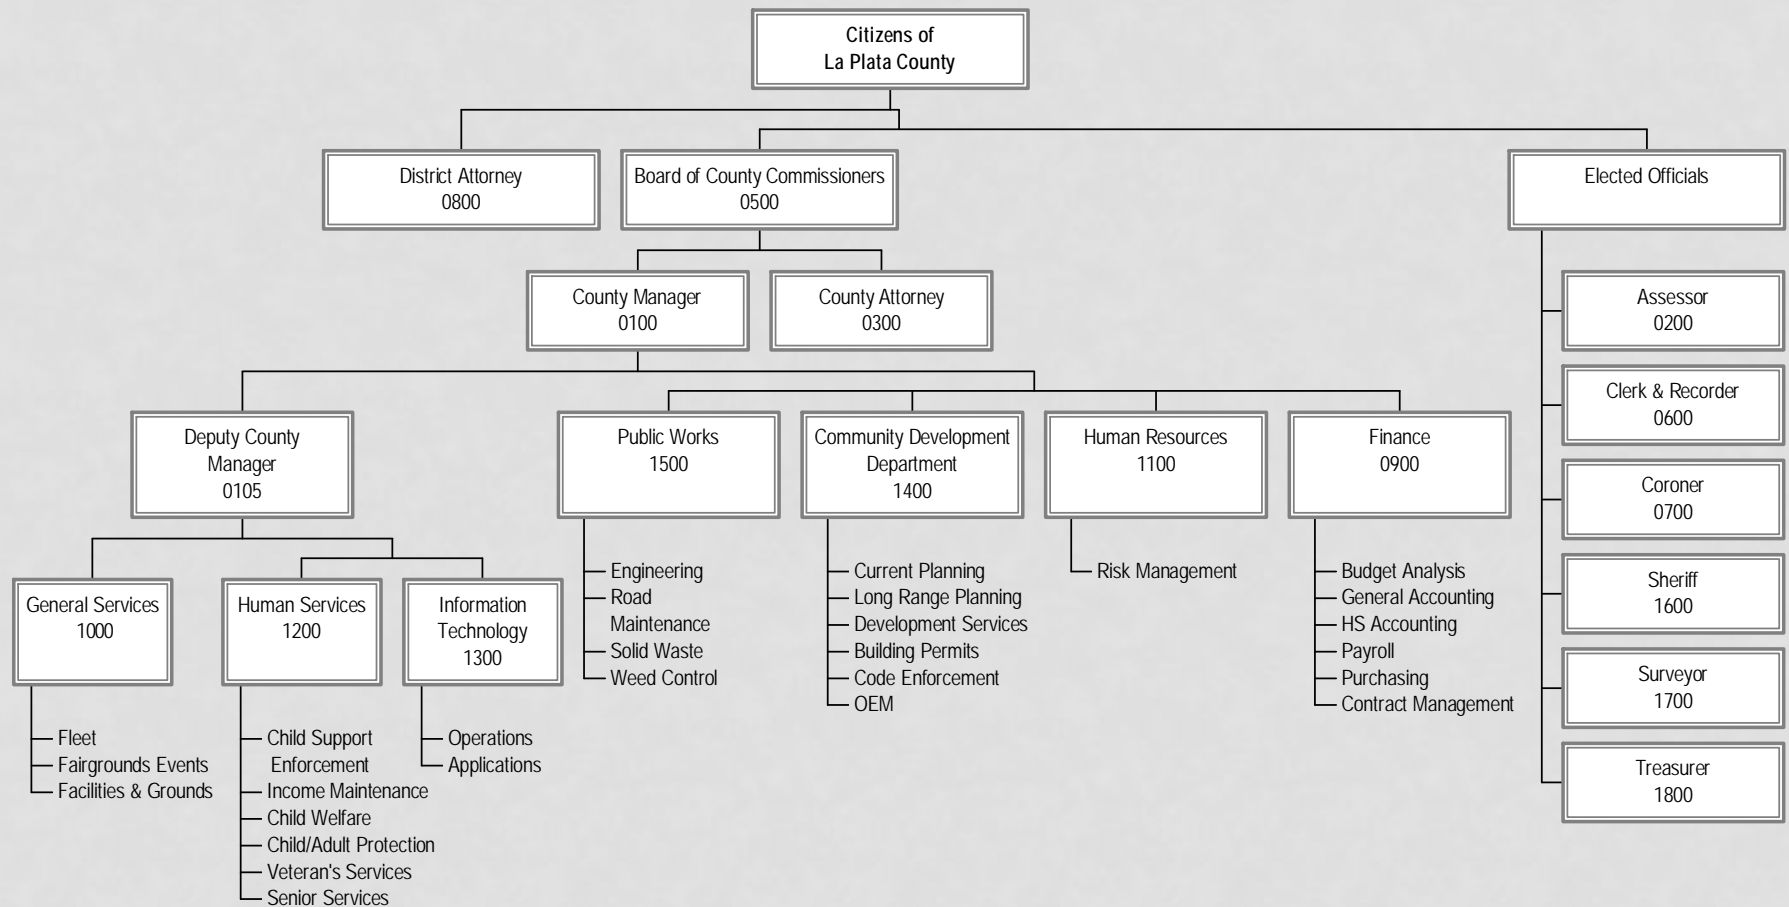 Citizens of
La Plata County
District Attorney
0800
Board of County Commissioners
0500
Elected Officials
County Manager
0100
County Attorney
0300
Assessor
0200
Clerk & Recorder
0600
Coroner
0700
Sheriff
1600
Surveyor
1700
Treasurer
1800
Deputy County
Manager
0105
Public Works
1500
Community Development
Department
1400
Human Resources
1100
Finance
0900
General Services
1000
Human Services
1200
Information
Technology
1300
Fleet
Fairgrounds Events
Facilities & Grounds
Child Support
Enforcement
Income Maintenance
Child Welfare
Child/Adult Protection
Veteran's Services
Senior Services
Operations
Applications
Engineering
Road
Maintenance
Solid Waste
Weed Control
Current Planning
Long Range Planning
Development Services
Building Permits
Code Enforcement
OEM
Risk Management
Budget Analysis
General Accounting
HS Accounting
Payroll
Purchasing
Contract Management